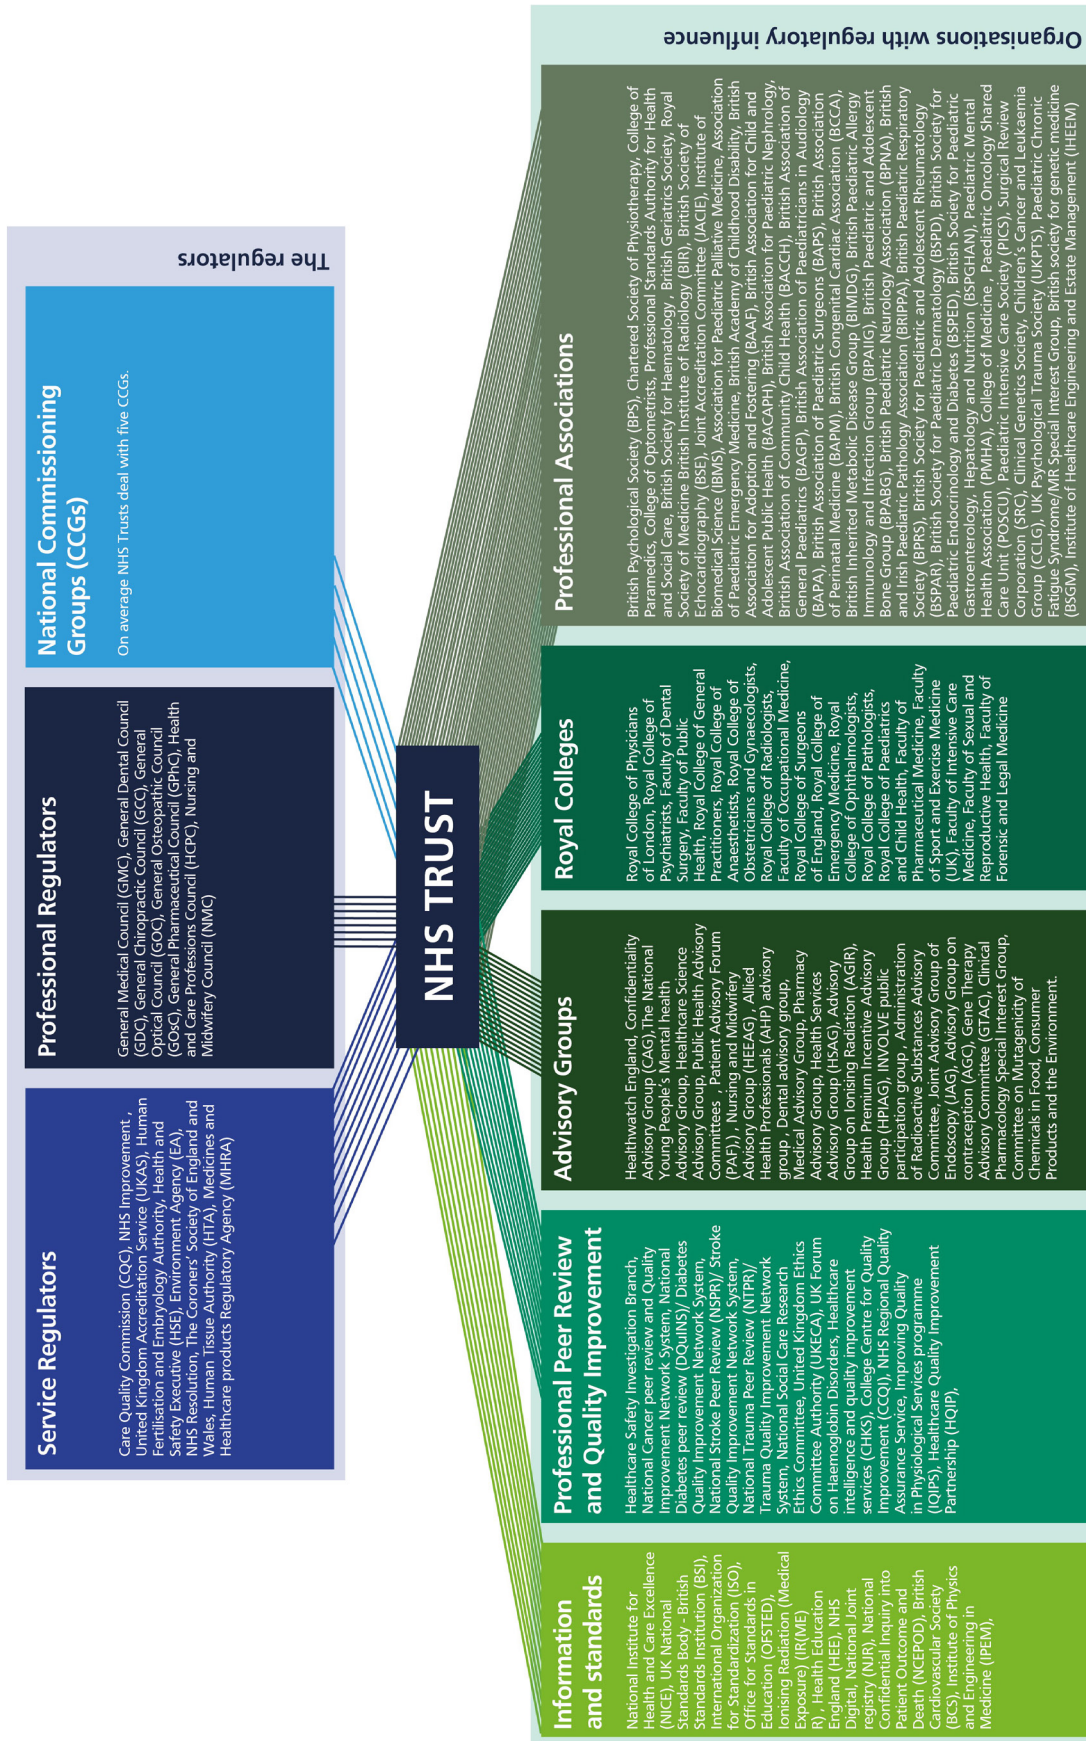 The regulators
Service Regulators
Care Quality Commission (CQC), NHS Improvement ,
United Kingdom Accreditation Service (UKAS), Human
Fertilisation and Embryology Authority, Health and
Safety Executive (HSE), Environment Agency (EA),
NHS Resolution, The Coroners' Society of England and
Wales, Human Tissue Authority (HTA), Medicines and
Healthcare products Regulatory Agency (MHRA)
Professional Regulators
General Medical Council (GMC), General Dental Council
(GDC), General Chiropractic Council (GCC), General
Optical Council (GOC), General Osteopathic Council
(GOsC), General Pharmaceutical Council (GPhC), Health
and Care Professions Council (HCPC), Nursing and
Midwifery Council (NMC)
National Commissioning
Groups (CCGs)
On average NHS Trusts deal with five CCGs.
NHS TRUST
Information
and standards
National Institute for
Health and Care Excellence
(NICE), UK National
Standards Body - British
Standards Institution (BSI),
International Organization
for Standardization (ISO),
Office for Standards in
Education (OFSTED),
Ionising Radiation (Medical
Exposure) (IR(ME)
R) , Health Education
England (HEE), NHS
Digital, National Joint
registry (NJR), National
Confidential Inquiry into
Patient Outcome and
Death (NCEPOD), British
Cardiovascular Society
(BCS), Institute of Physics
and Engineering in
Medicine (IPEM),
Professional Peer Review
and Quality Improvement
Healthcare Safety Investigation Branch,
National Cancer peer review and Quality
Improvement Network System, National
Diabetes peer review (DQuINS)/ Diabetes
Quality Improvement Network System,
National Stroke Peer Review (NSPR)/ Stroke
Quality Improvement Network System,
National Trauma Peer Review (NTPR)/
Trauma Quality Improvement Network
System, National Social Care Research
Ethics Committee, United Kingdom Ethics
Committee Authority (UKECA), UK Forum
on Haemoglobin Disorders, Healthcare
intelligence and quality improvement
services (CHKS), College Centre for Quality
Improvement (CCQI), NHS Regional Quality
Assurance Service, Improving Quality
in Physiological Services programme
(IQIPS), Healthcare Quality Improvement
Partnership (HQIP),
Advisory Groups
Healthwatch England, Confidentiality
Advisory Group (CAG),The National
Young People's Mental health
Advisory Group, Healthcare Science
Advisory Group, Public Health Advisory
Committees , Patient Advisory Forum
(PAF)) , Nursing and Midwifery
Advisory Group (HEEAG) , Allied
Health Professionals (AHP) advisory
group , Dental advisory group,
Medical Advisory Group, Pharmacy
Advisory Group, Health Services
Advisory Group (HSAG), Advisory
Group on Ionising Radiation (AGIR),
Health Premium Incentive Advisory
Group (HPIAG), INVOLVE public
participation group , Administration
of Radioactive Substances Advisory
Committee, Joint Advisory Group of
Endoscopy (JAG), Advisory Group on
contraception (AGC), Gene Therapy
Advisory Committee (GTAC), Clinical
Pharmacology Special Interest Group,
Committee on Mutagenicity of
Chemicals in Food, Consumer
Products and the Environment.
Royal Colleges
Royal College of Physicians
of London, Royal College of
Psychiatrists, Faculty of Dental
Surgery, Faculty of Public
Health, Royal College of General
Practitioners, Royal College of
Anaesthetists, Royal College of
Obstetricians and Gynaecologists,
Royal College of Radiologists,
Faculty of Occupational Medicine,
Royal College of Surgeons
of England, Royal College of
Emergency Medicine, Royal
College of Ophthalmologists,
Royal College of Pathologists,
Royal College of Paediatrics
and Child Health, Faculty of
Pharmaceutical Medicine, Faculty
of Sport and Exercise Medicine
(UK), Faculty of Intensive Care
Medicine, Faculty of Sexual and
Reproductive Health, Faculty of
Forensic and Legal Medicine
Professional Associations
British Psychological Society (BPS), Chartered Society of Physiotherapy, College of
Paramedics, College of Optometrists, Professional Standards Authority for Health
and Social Care, British Society for Haematology , British Geriatrics Society, Royal
Society of Medicine British Institute of Radiology (BIR), British Society of
Echocardiography (BSE), Joint Accreditation Committee (JACIE), Institute of
Biomedical Science (IBMS), Association for Paediatric Palliative Medicine, Association
of Paediatric Emergency Medicine, British Academy of Childhood Disability, British
Association for Adoption and Fostering (BAAF), British Association for Child and
Adolescent Public Health (BACAPH), British Association for Paediatric Nephrology,
British Association of Community Child Health (BACCH), British Association of
General Paediatrics (BAGP), British Association of Paediatricians in Audiology
(BAPA), British Association of Paediatric Surgeons (BAPS), British Association
of Perinatal Medicine (BAPM), British Congenital Cardiac Association (BCCA),
British Inherited Metabolic Disease Group (BIMDG), British Paediatric Allergy
Immunology and Infection Group (BPAIIG), British Paediatric and Adolescent
Bone Group (BPABG), British Paediatric Neurology Association (BPNA), British
and Irish Paediatric Pathology Association (BRIPPA), British Paediatric Respiratory
Society (BPRS), British Society for Paediatric and Adolescent Rheumatology
(BSPAR), British Society for Paediatric Dermatology (BSPD), British Society for
Paediatric Endocrinology and Diabetes (BSPED), British Society for Paediatric
Gastroenterology, Hepatology and Nutrition (BSPGHAN), Paediatric Mental
Health Association (PMHA), College of Medicine , Paediatric Oncology Shared
Care Unit (POSCU), Paediatric Intensive Care Society (PICS), Surgical Review
Corporation (SRC), Clinical Genetics Society, Children's Cancer and Leukaemia
Group (CCLG), UK Psychological Trauma Society (UKPTS), Paediatric Chronic
Fatigue Syndrome/MR Special Interest Group, British society for genetic medicine
(BSGM), Institute of Healthcare Engineering and Estate Management (IHEEM)
Organisations with regulatory influence